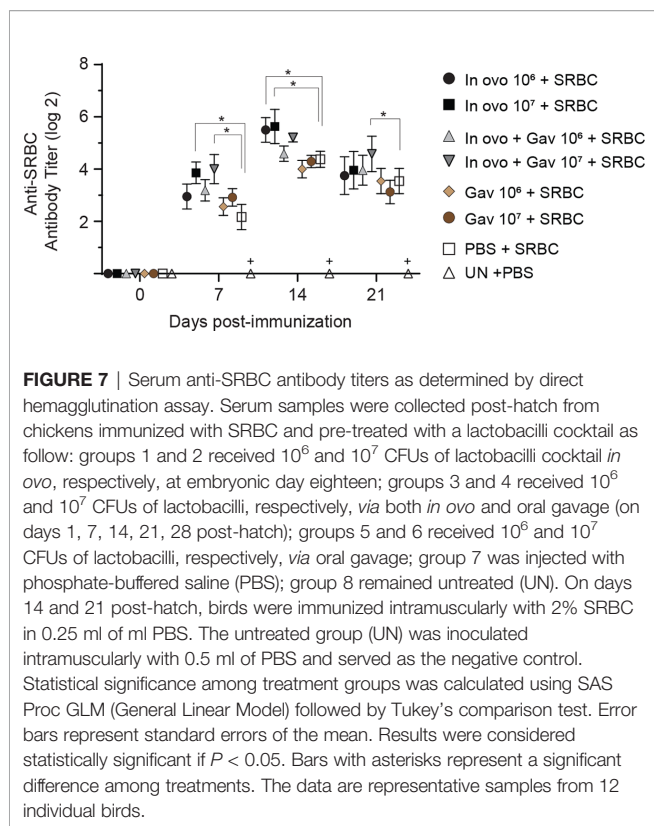 8
6
4
2
Anti-SRBC
Antibody Titer (log 2)
* * * * *
+ + +
0 7 14 21
Days post-immunization
In ovo 10⁶ + SRBC
In ovo 10⁷ + SRBC
In ovo + Gav 10⁶ + SRBC
In ovo + Gav 10⁷ + SRBC
Gav 10⁶ + SRBC
Gav 10⁷ + SRBC
PBS + SRBC
UN +PBS
FIGURE 7 | Serum anti-SRBC antibody titers as determined by direct
hemagglutination assay. Serum samples were collected post-hatch from
chickens immunized with SRBC and pre-treated with a lactobacilli cocktail as
follow: groups 1 and 2 received 10⁶ and 10⁷ CFUs of lactobacilli cocktail in
ovo, respectively, at embryonic day eighteen; groups 3 and 4 received 10⁶
and 10⁷ CFUs of lactobacilli, respectively, via both in ovo and oral gavage (on
days 1, 7, 14, 21, 28 post-hatch); groups 5 and 6 received 10⁶ and 10⁷
CFUs of lactobacilli, respectively, via oral gavage; group 7 was injected with
phosphate-buffered saline (PBS); group 8 remained untreated (UN). On days
14 and 21 post-hatch, birds were immunized intramuscularly with 2% SRBC
in 0.25 ml of ml PBS. The untreated group (UN) was inoculated
intramuscularly with 0.5 ml of PBS and served as the negative control.
Statistical significance among treatment groups was calculated using SAS
Proc GLM (General Linear Model) followed by Tukey's comparison test. Error
bars represent standard errors of the mean. Results were considered
statistically significant if P < 0.05. Bars with asterisks represent a significant
difference among treatments. The data are representative samples from 12
individual birds.